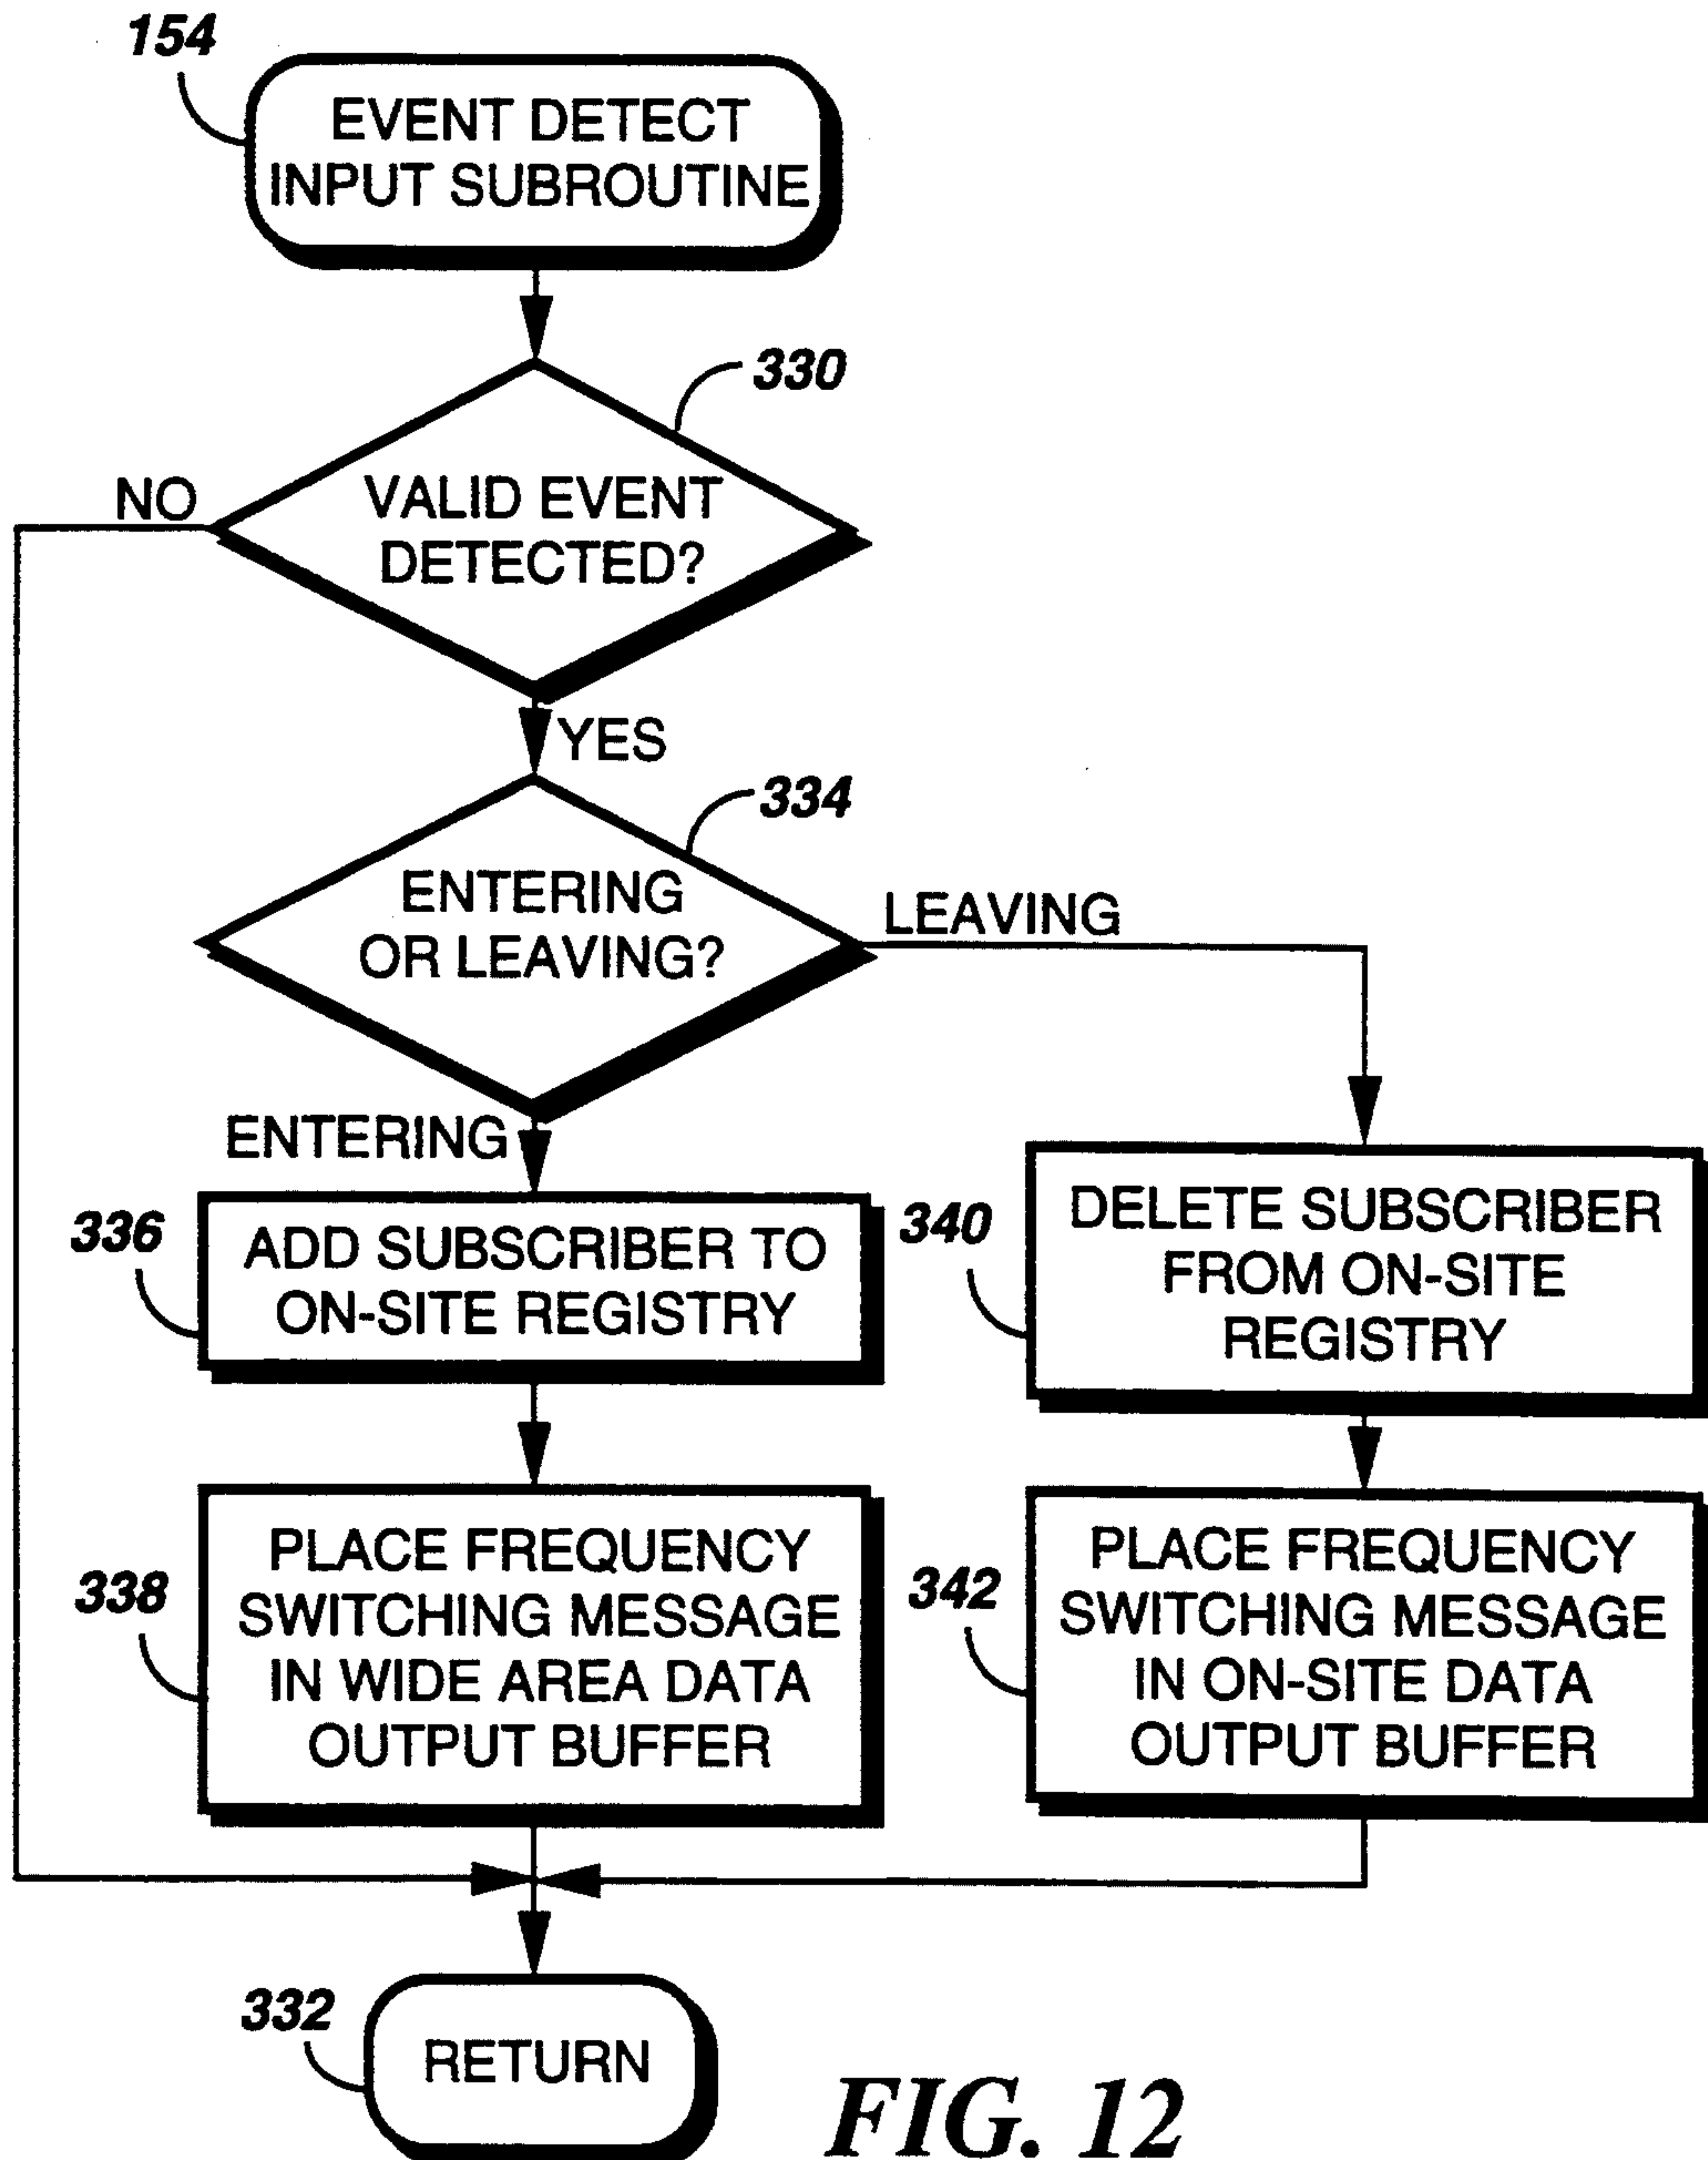 154
EVENT DETECT
INPUT SUBROUTINE
330
NO
VALID EVENT
DETECTED?
YES
334
ENTERING
OR LEAVING?
LEAVING
ENTERING
336
ADD SUBSCRIBER TO
ON-SITE REGISTRY
340
DELETE SUBSCRIBER
FROM ON-SITE
REGISTRY
338
PLACE FREQUENCY
SWITCHING MESSAGE
IN WIDE AREA DATA
OUTPUT BUFFER
342
PLACE FREQUENCY
SWITCHING MESSAGE
IN ON-SITE DATA
OUTPUT BUFFER
332
RETURN
FIG. 12